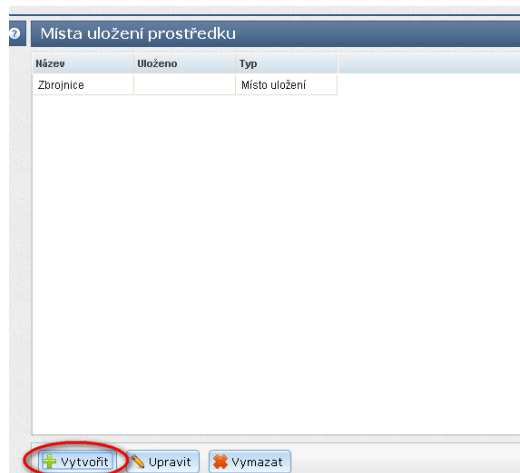 Místa uložení prostředku
Název Uloženo Typ
Zbrojnice Místo uložení
Vytvořit Upravit Vymazat